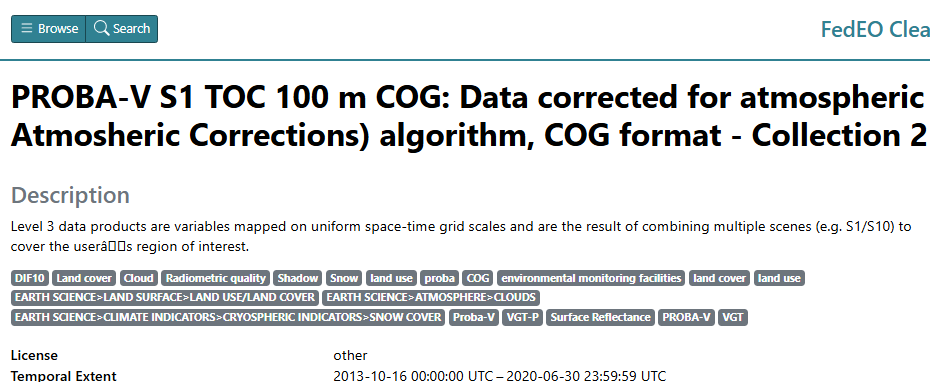 Browse Search FedEO Clea
PROBA-V S1 TOC 100 m COG: Data corrected for atmospheric
Atmosheric Corrections) algorithm, COG format - Collection 2
Description
Level 3 data products are variables mapped on uniform space-time grid scales and are the result of combining multiple scenes (e.g. S1/S10) to
cover the userâ▯▯s region of interest.
DIF10 Land cover Cloud Radiometric quality Shadow Snow land use proba COG environmental monitoring facilities land cover land use
EARTH SCIENCE>LAND SURFACE>LAND USE/LAND COVER EARTH SCIENCE>ATMOSPHERE>CLOUDS
EARTH SCIENCE>CLIMATE INDICATORS>CRYOSPHERIC INDICATORS>SNOW COVER Proba-V VGT-P Surface Reflectance PROBA-V VGT
License other
Temporal Extent 2013-10-16 00:00:00 UTC – 2020-06-30 23:59:59 UTC